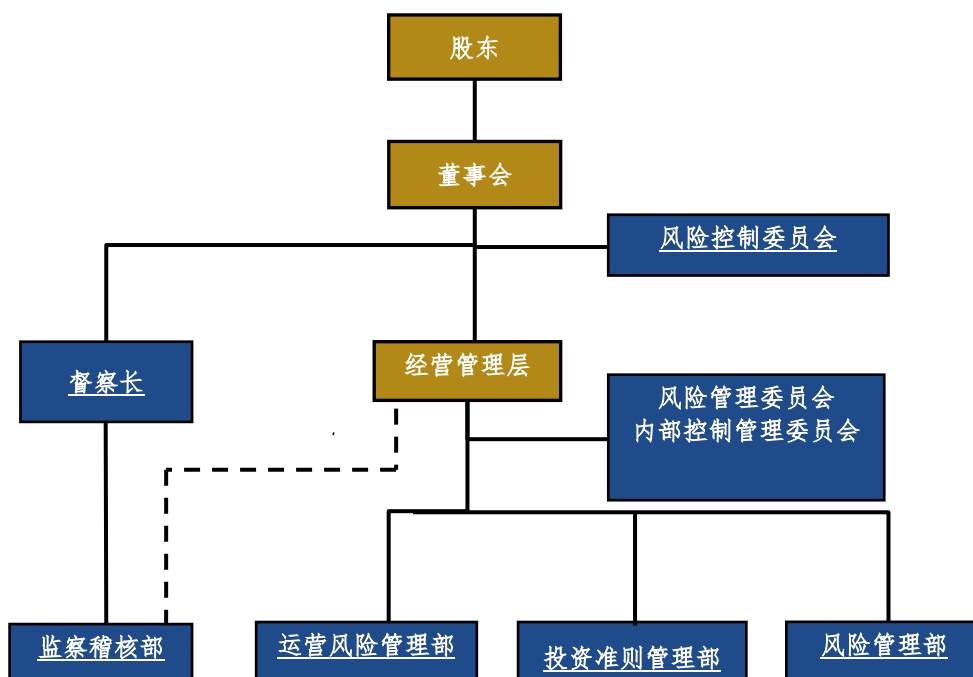 股东
董事会
风险控制委员会
督察长
经营管理层
风险管理委员会
内部控制管理委员会
监察稽核部
运营风险管理部
投资准则管理部
风险管理部